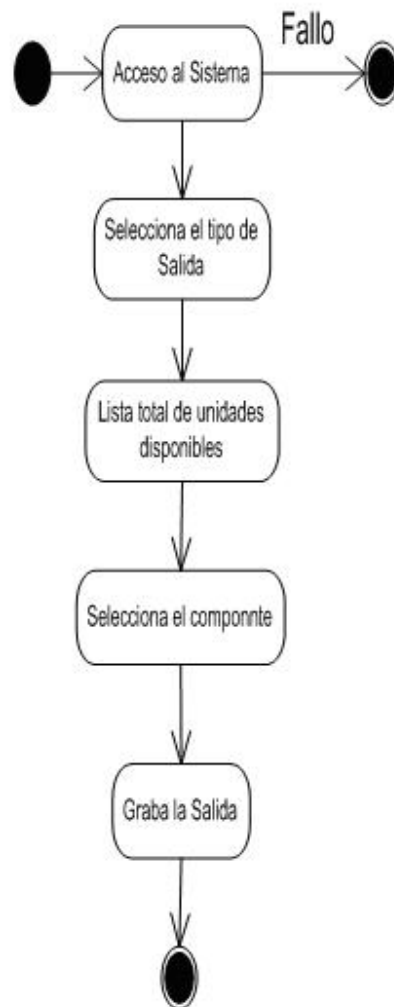 Fallo
Acceso al Sistema
Selecciona el tipo de
Salida
Lista total de unidades
disponibles
Selecciona el componnte
Graba la Salida